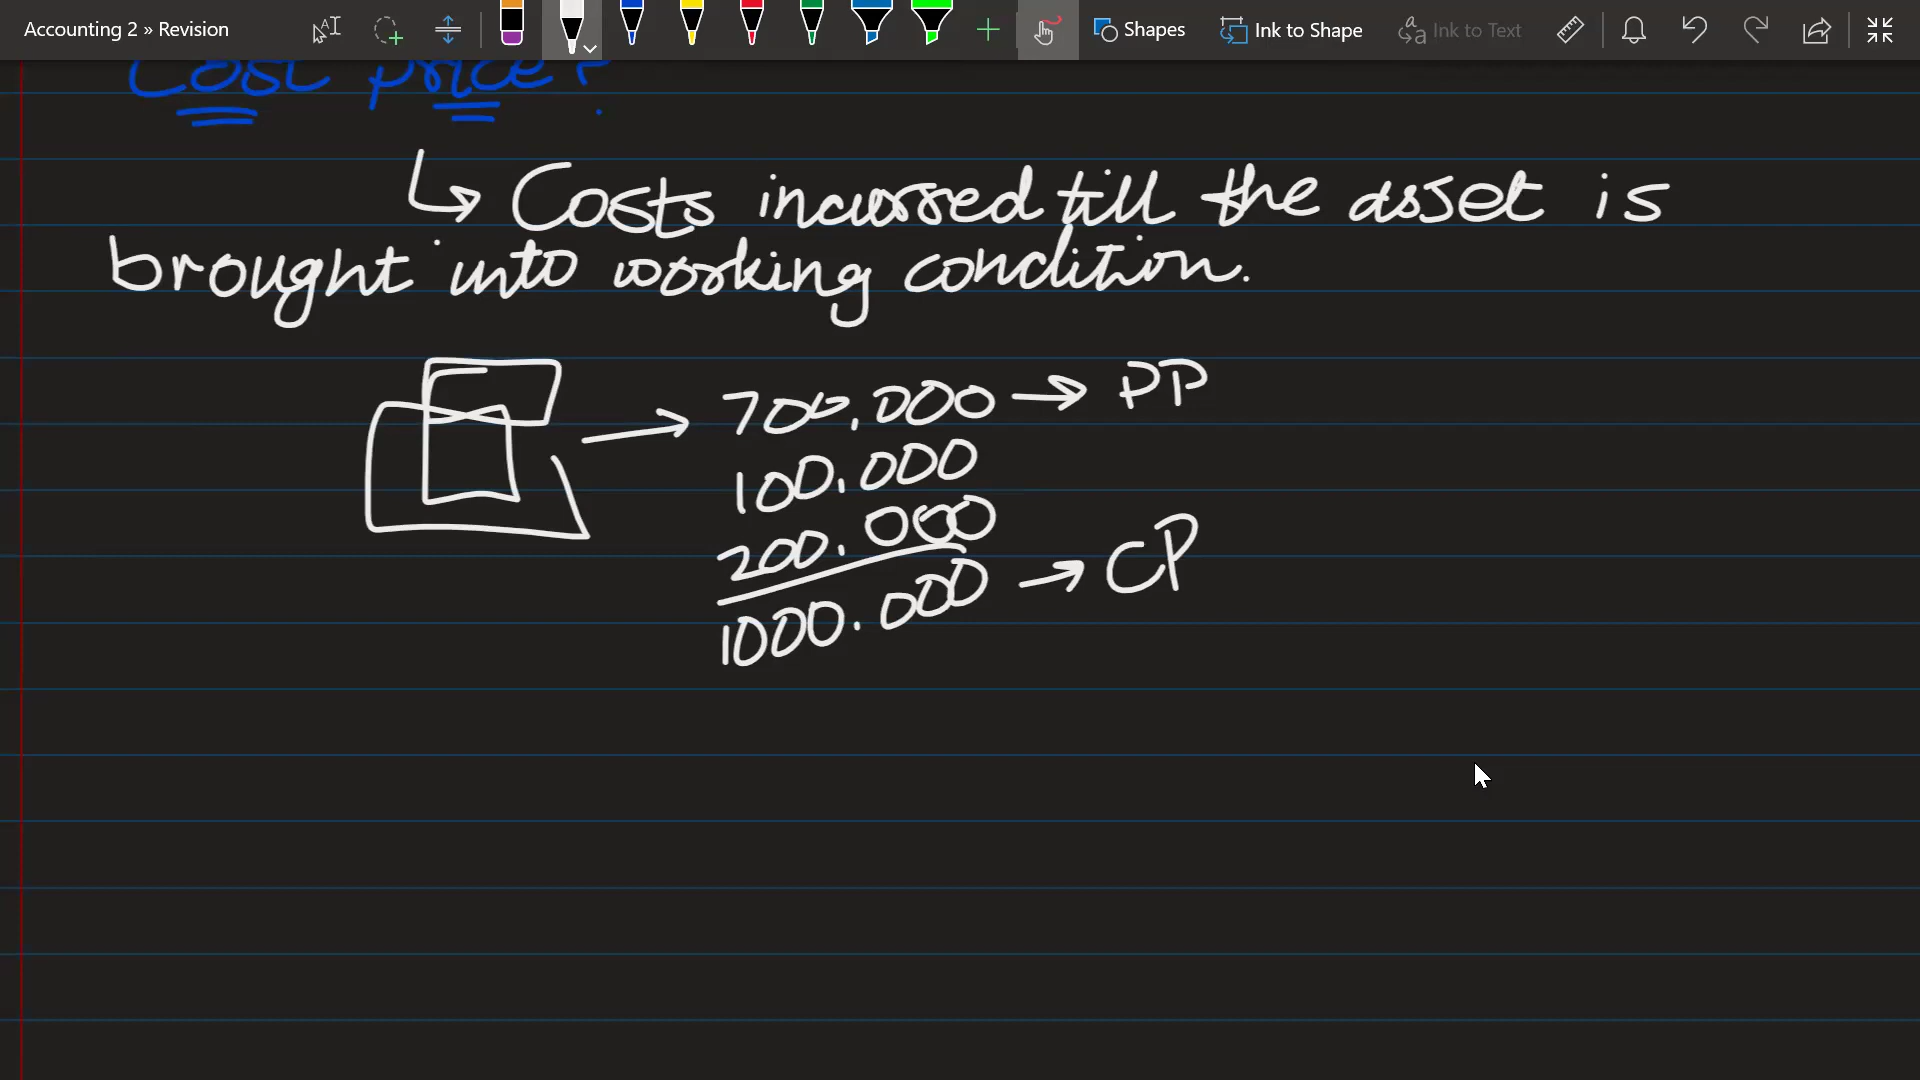 Accounting 2 » Revision
Shapes
Ink to Shape
Ink to Text
Cost price?
Costs incurred till the asset is
brought into working condition.
700.000 → PP
100.000
200.000
1000.000 → CP